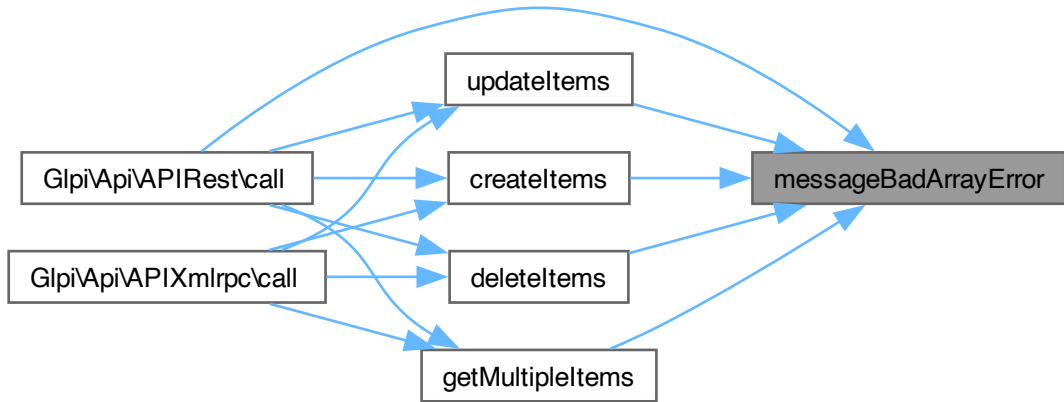 updateItems
Glpi\Api\APIRest\call
createItems
messageBadArrayError
Glpi\Api\APIXmlrpc\call
deleteItems
getMultipleItems